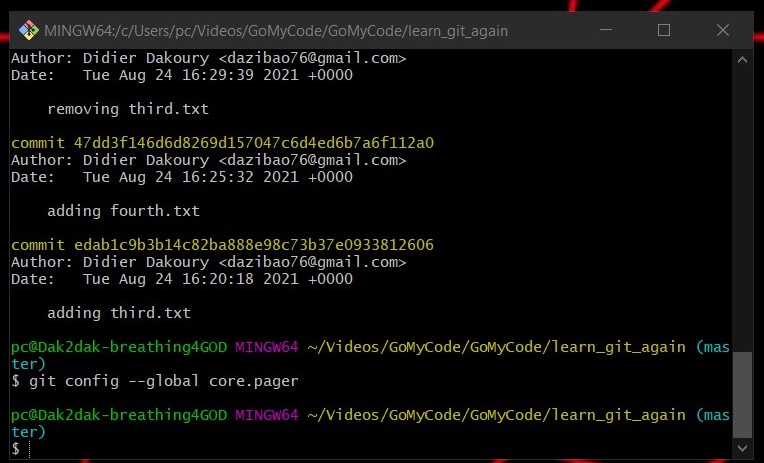 MINGW64:/c/Users/pc/Videos/GoMyCode/GoMyCode/learn_git_again
Author: Didier Dakoury <dazibao76@gmail.com>
Date:   Tue Aug 24 16:29:39 2021 +0000
removing third.txt
commit 47dd3f146d6d8269d157047c6d4ed6b7a6f112a0
Author: Didier Dakoury <dazibao76@gmail.com>
Date:   Tue Aug 24 16:25:32 2021 +0000
adding fourth.txt
commit edab1c9b3b14c82ba888e98c73b37e0933812606
Author: Didier Dakoury <dazibao76@gmail.com>
Date:   Tue Aug 24 16:20:18 2021 +0000
adding third.txt
pc@Dak2dak-breathing4GOD MINGW64 ~/Videos/GoMyCode/GoMyCode/learn_git_again (mas
ter)
$ git config --global core.pager
pc@Dak2dak-breathing4GOD MINGW64 ~/Videos/GoMyCode/GoMyCode/learn_git_again (mas
ter)
$